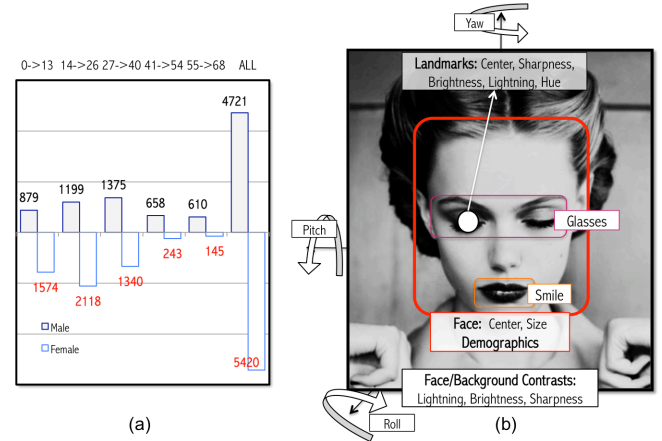 0->13 14->26 27->40 41->54 55->68 ALL
4721
879 1199 1375 658 610
1574 2118 1340 243 145
5420
Male
Female
(a)
Yaw
Landmarks: Center, Sharpness,
Brightness, Lightning, Hue
Pitch
Glasses
Smile
Face: Center, Size
Demographics
Face/Background Contrasts:
Lightning, Brightness, Sharpness
Roll
(b)